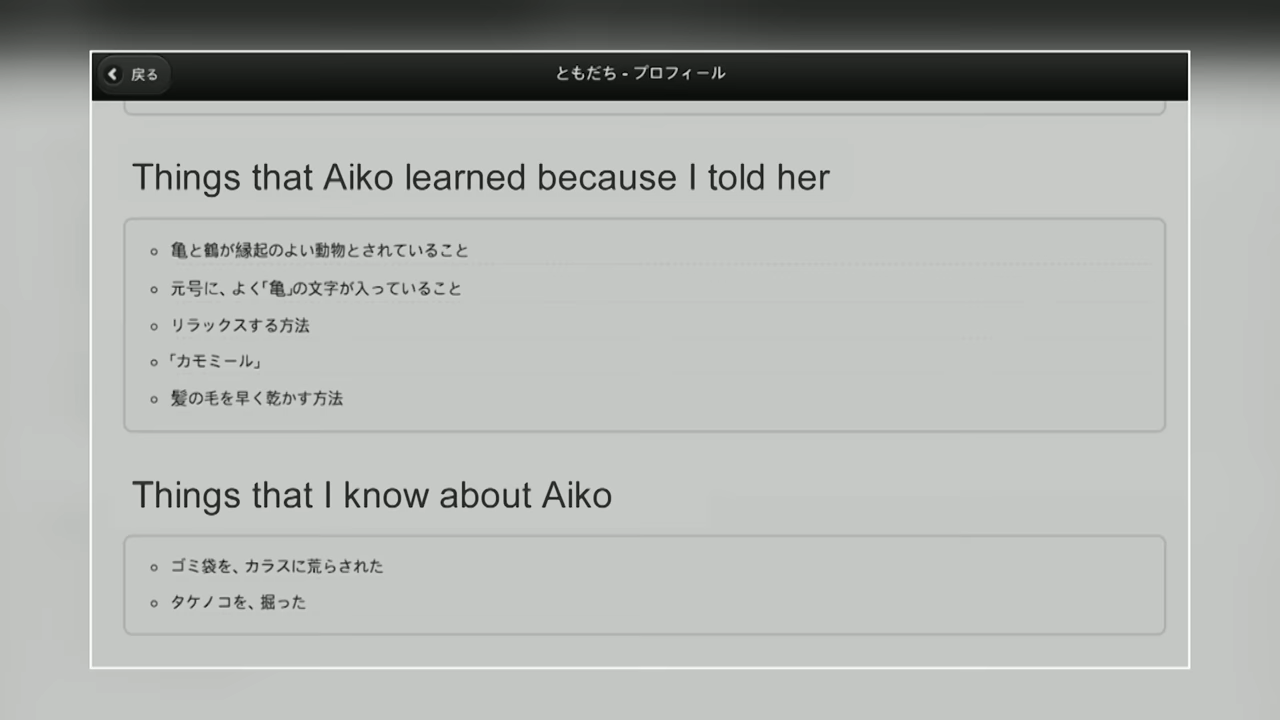 戻る
ともだち - プロフィール
Things that Aiko learned because I told her
亀と鶴が縁起のよい動物とされていること
元号に、よく「亀」の文字が入っていること
リラックスする方法
「カモミール」
髪の毛を早く乾かす方法
Things that I know about Aiko
ゴミ袋を、カラスに荒らされた
タケノコを、掘った